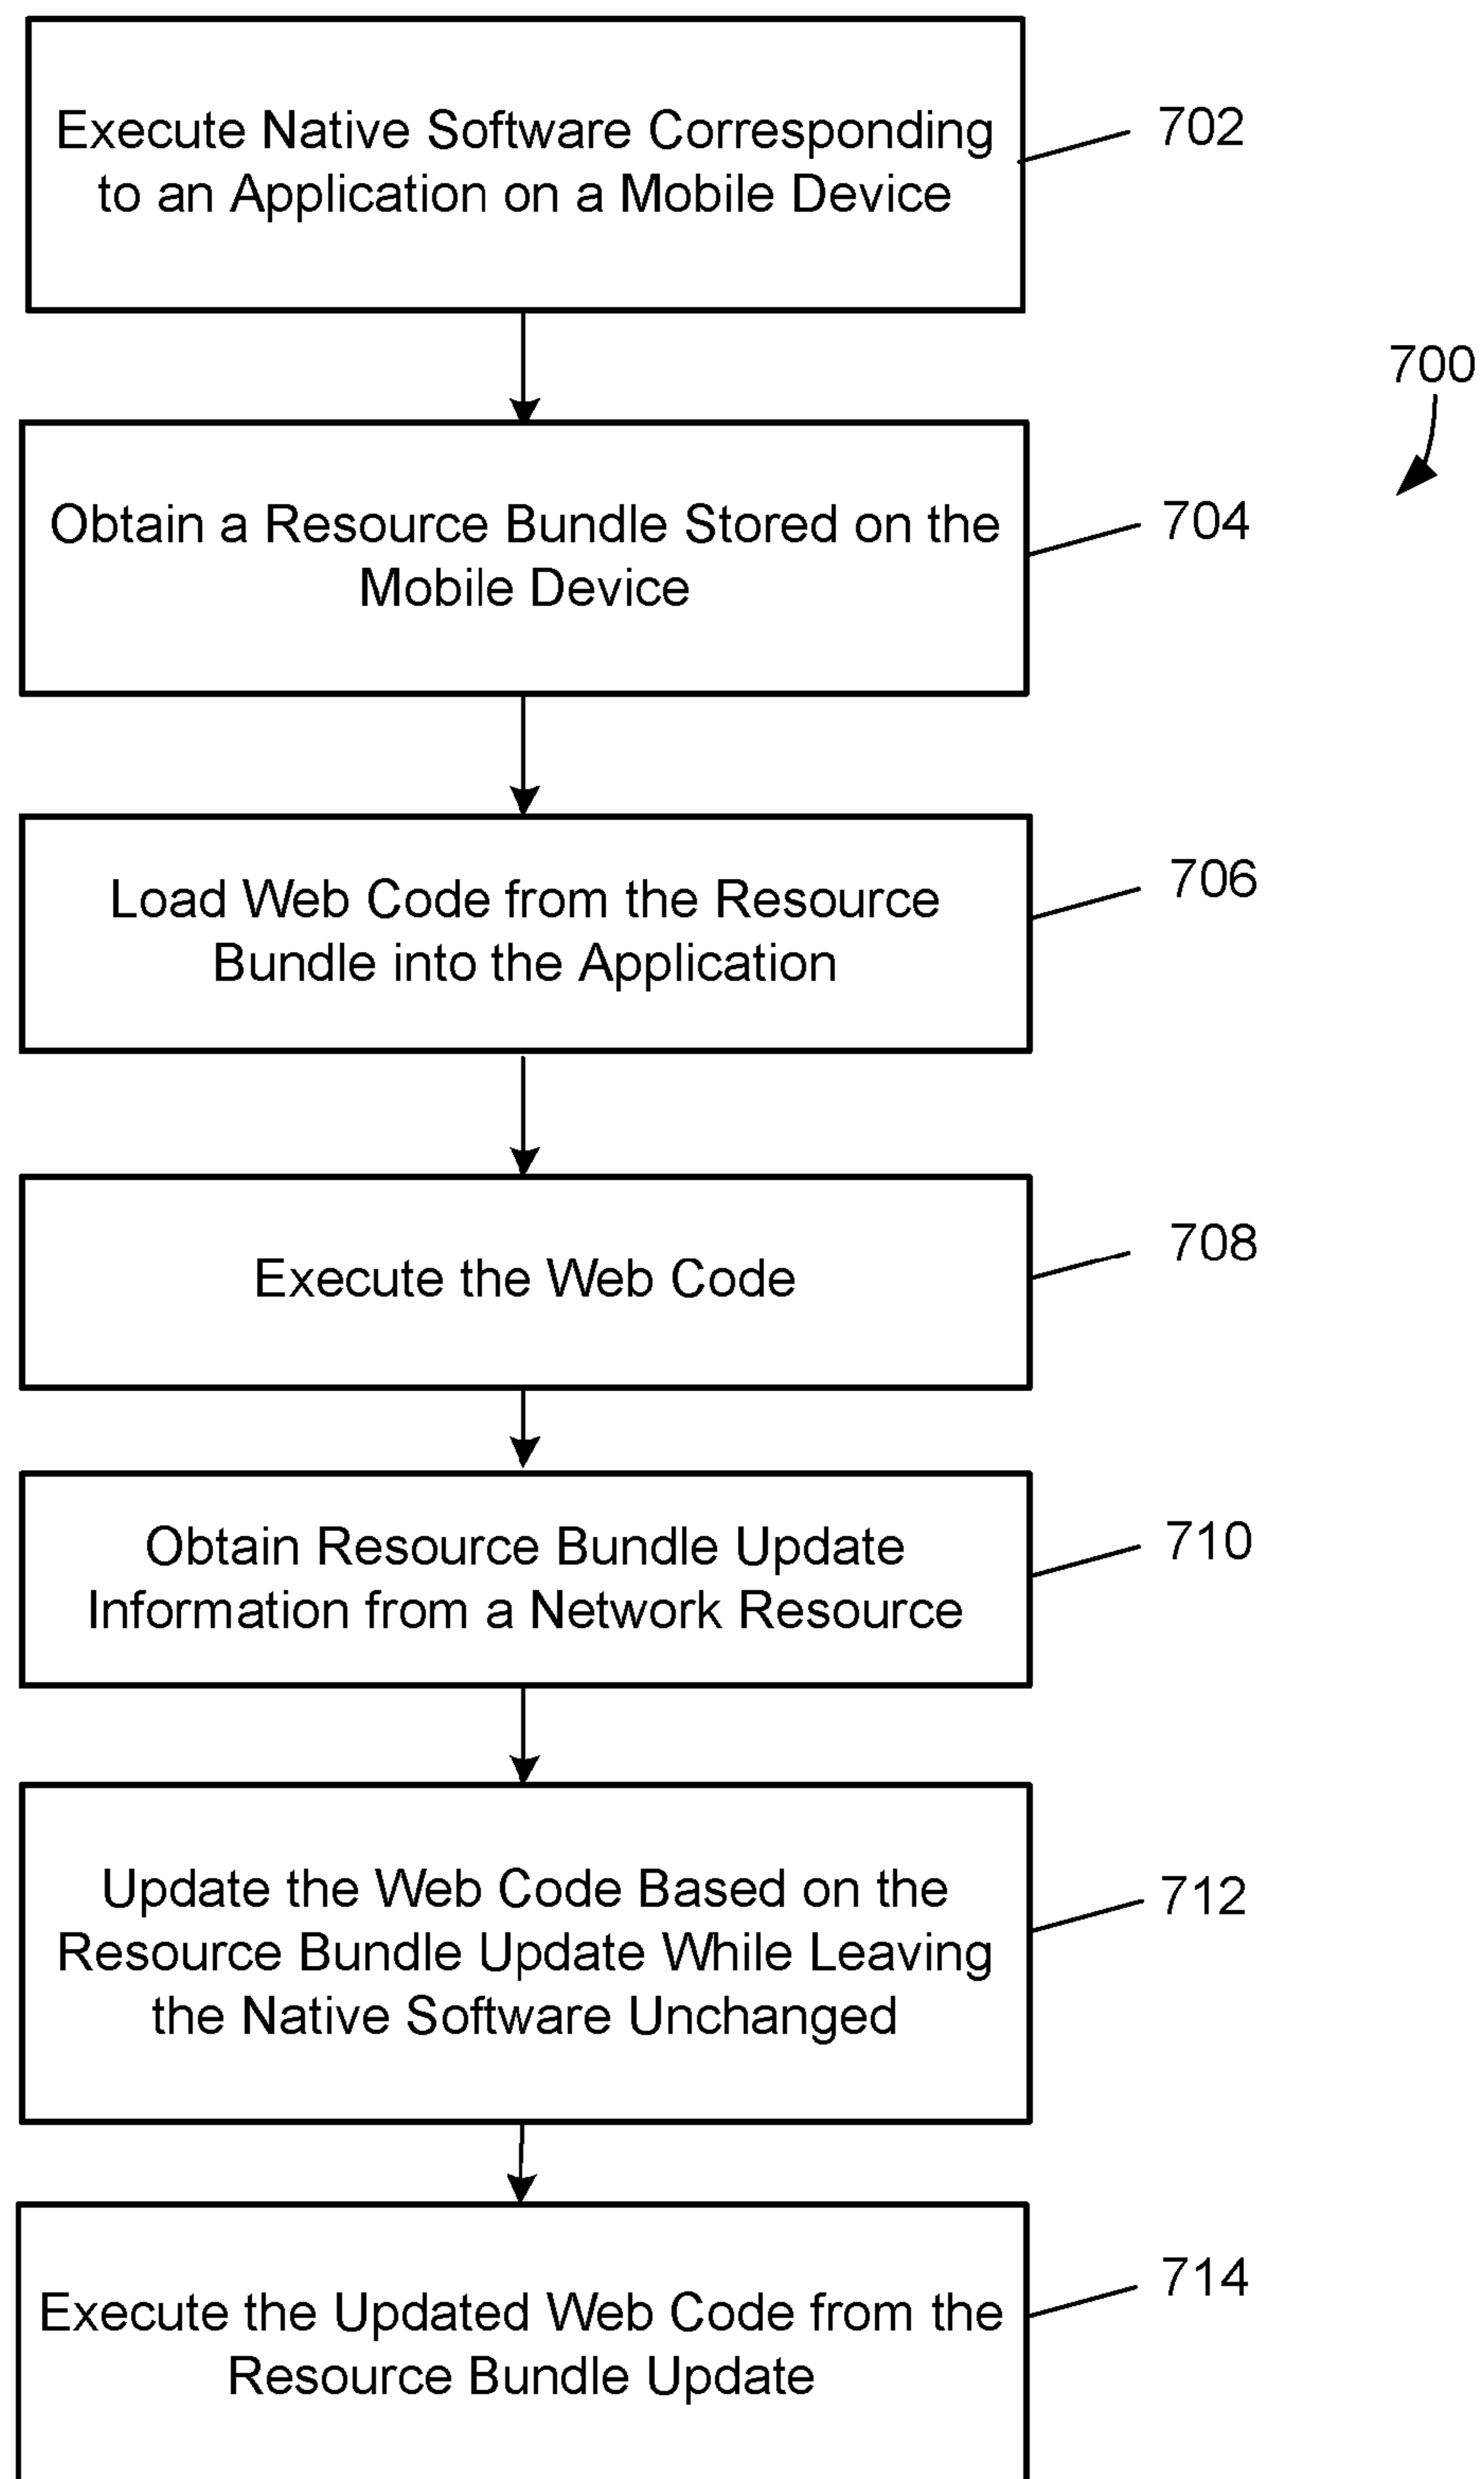 Execute Native Software Corresponding
to an Application on a Mobile Device
702
700
Obtain a Resource Bundle Stored on the
Mobile Device
704
Load Web Code from the Resource
Bundle into the Application
706
Execute the Web Code
708
Obtain Resource Bundle Update
Information from a Network Resource
710
Update the Web Code Based on the
Resource Bundle Update While Leaving
the Native Software Unchanged
712
Execute the Updated Web Code from the
Resource Bundle Update
714